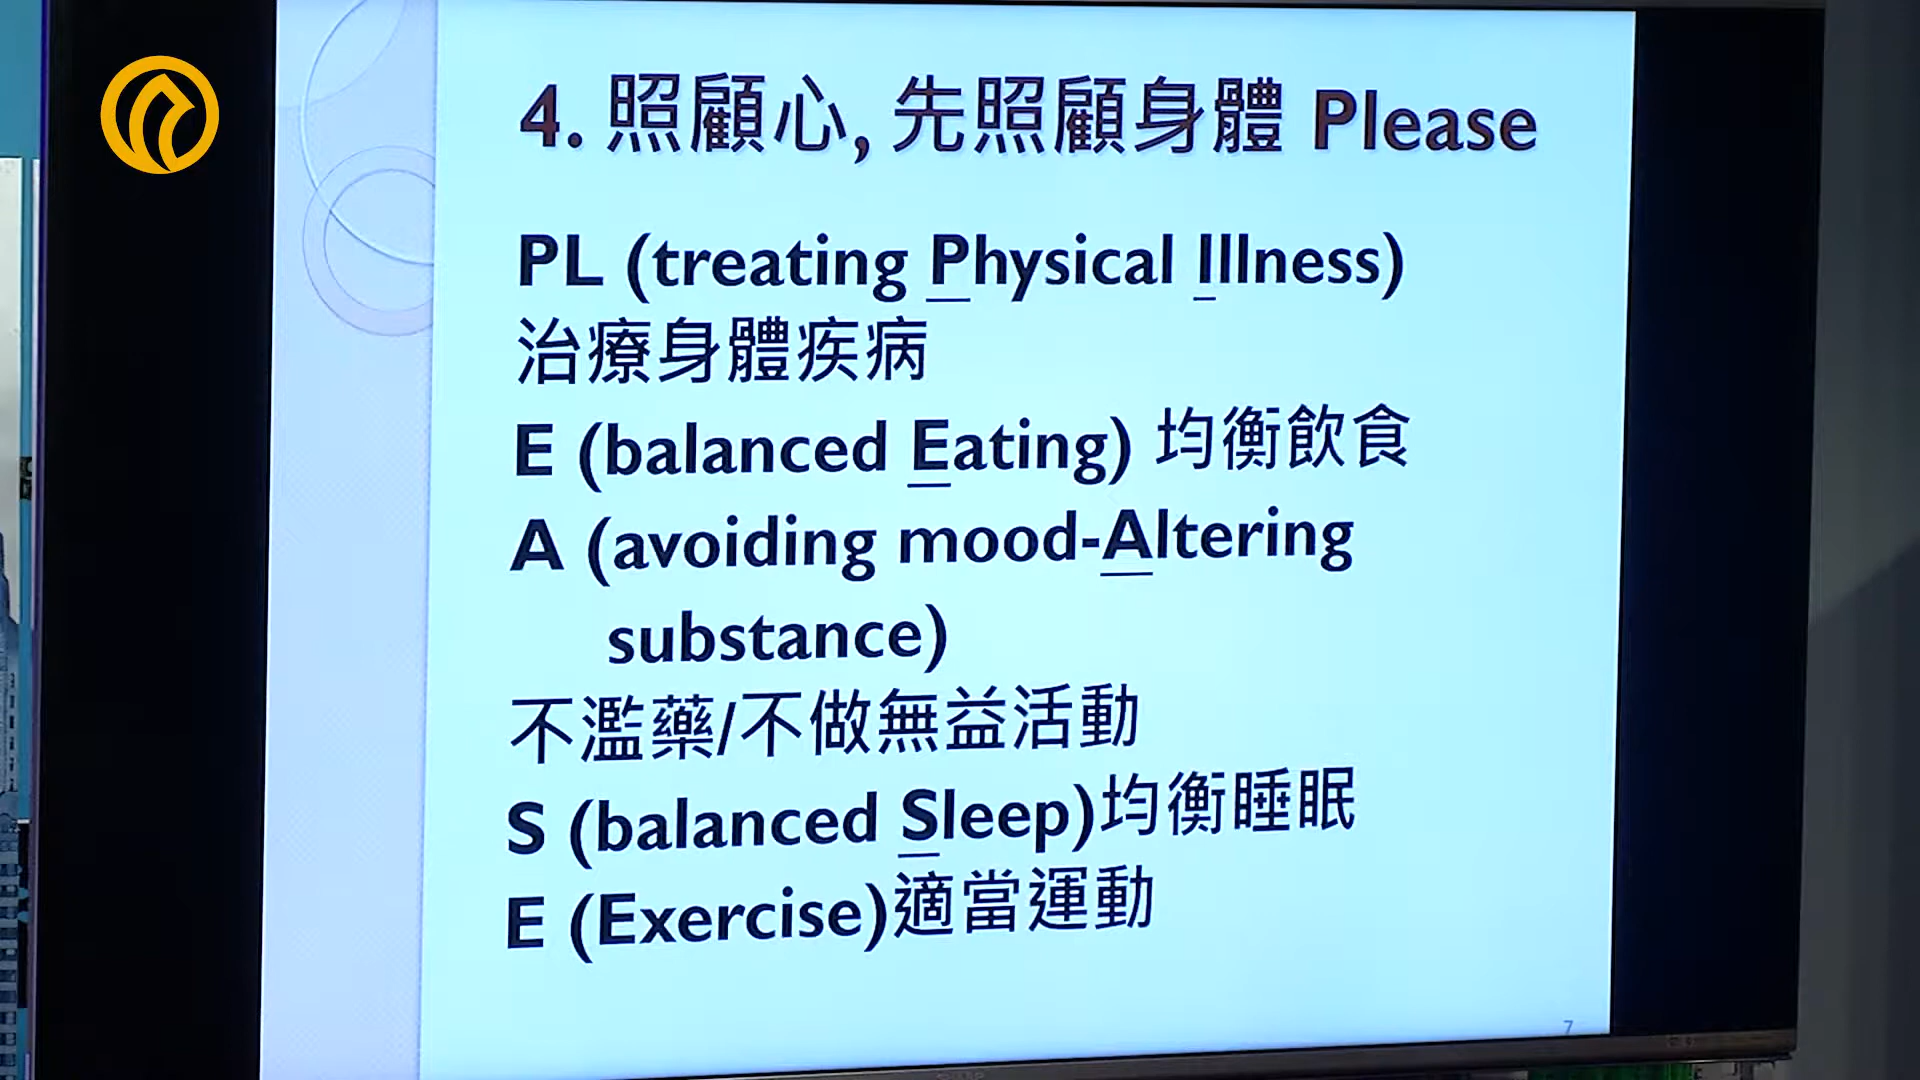 4. 照顧心, 先照顧身體 Please
PL (treating Physical Illness)
治療身體疾病
E (balanced Eating) 均衡飲食
A (avoiding mood-Altering
substance)
不濫藥/不做無益活動
S (balanced Sleep)均衡睡眠
E (Exercise)適當運動
7